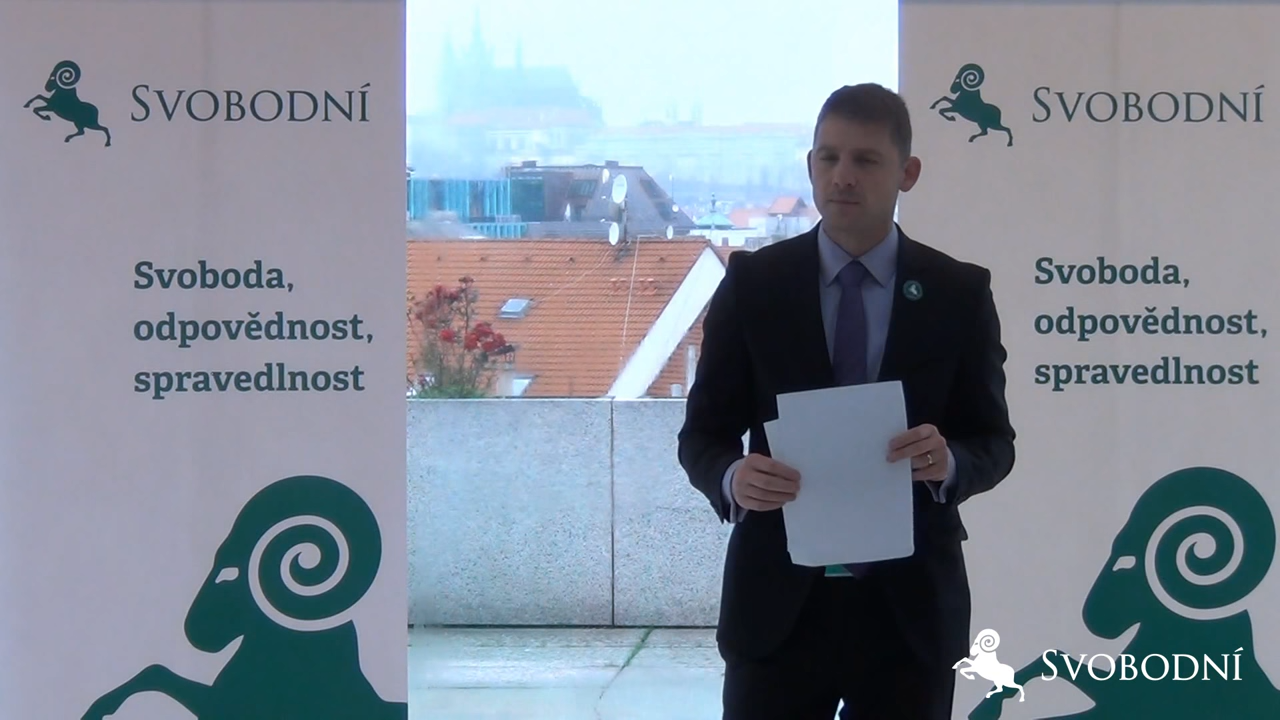 SVOBODNÍ
Svoboda,
odpovědnost,
spravedlnost
SVOBODNÍ
Svoboda,
odpovědnost,
spravedlnost
SVOBODNÍ